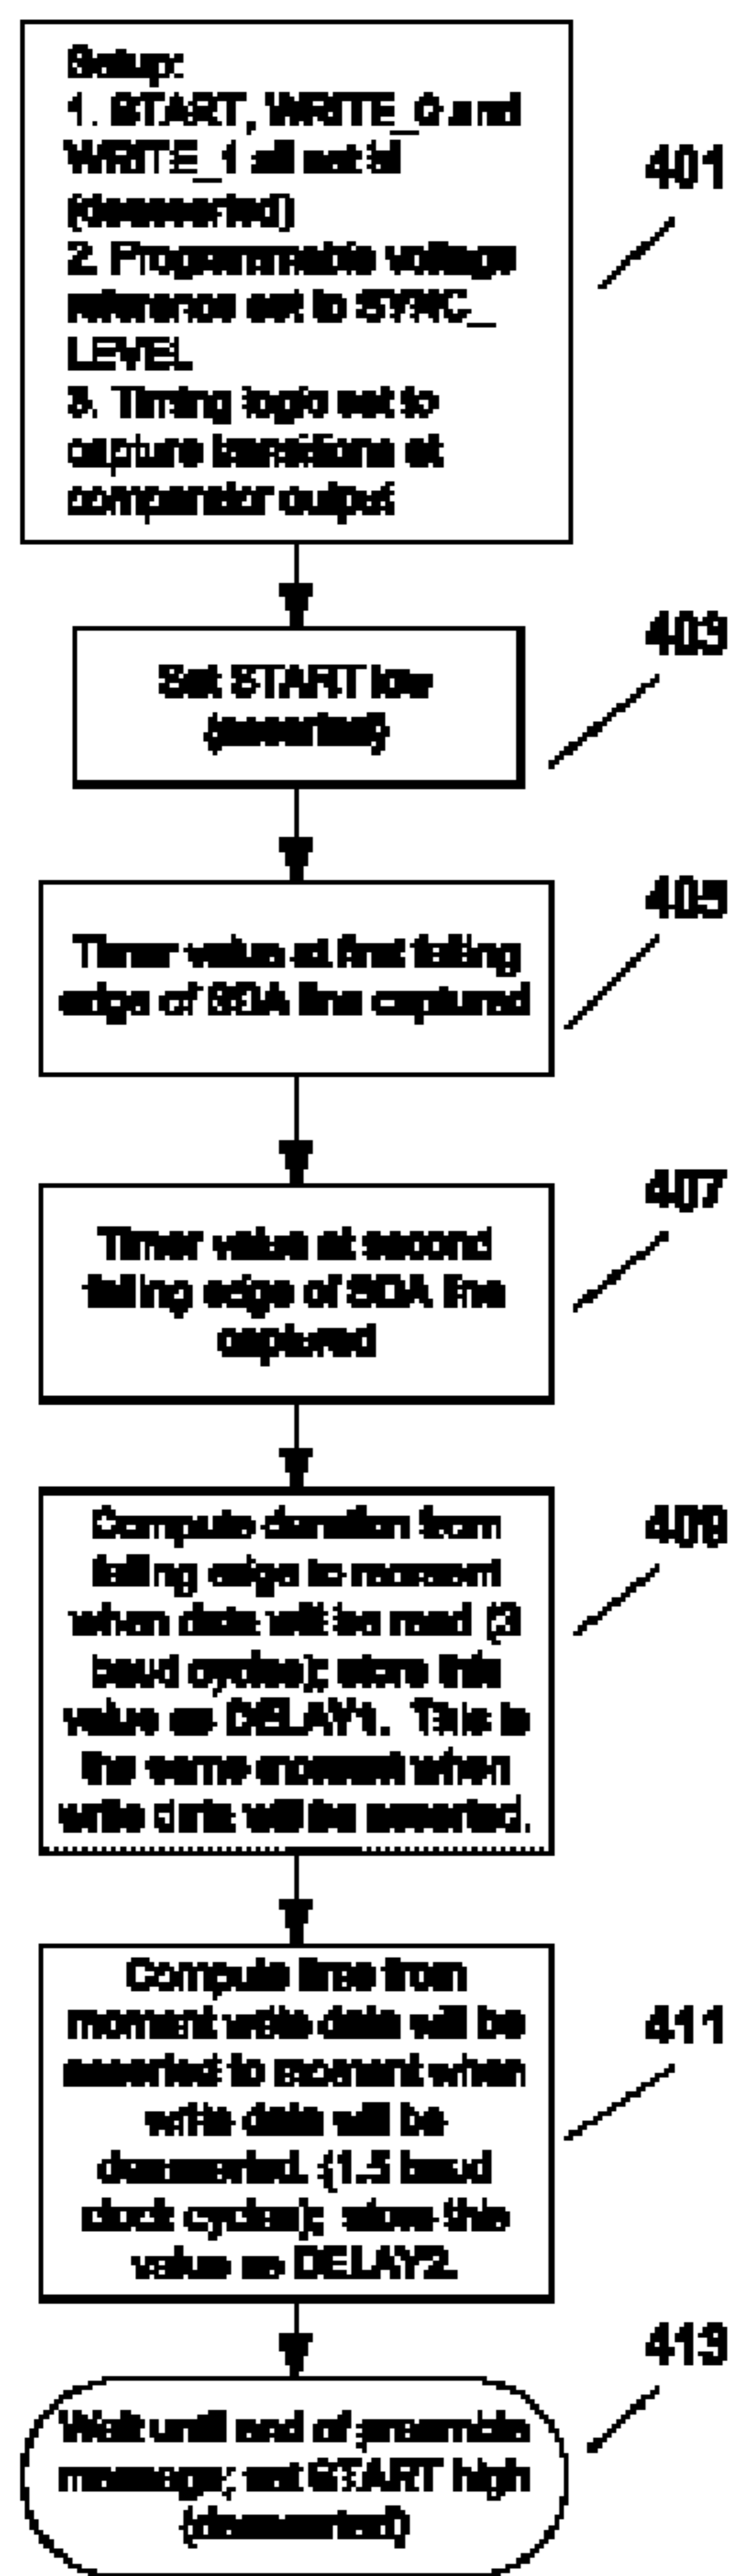 Setup:
1. START, WRITE_0 and
WRITE_1 all set
(deasserted)
2. Programmable voltage
reference set to SYNC_
LEVEL
3. Timing logic set to
capture transitions at
comparator output
401
Set START low
(asserted)
403
Timer value at first falling
edge of SDA line captured
405
Timer value at second
falling edge of SDA line
captured
407
Compute duration from
falling edge to moment
when data will be read (3
baud cycles); store this
value as DELAY1. This is
the same moment when
write data will be asserted.
409
Compute time from
moment write data will be
asserted to moment when
write data will be
deasserted. (1.5 baud
clock cycles); store this
value as DELAY2.
411
Wait until end of preamble
message; set START high
(deasserted)
413